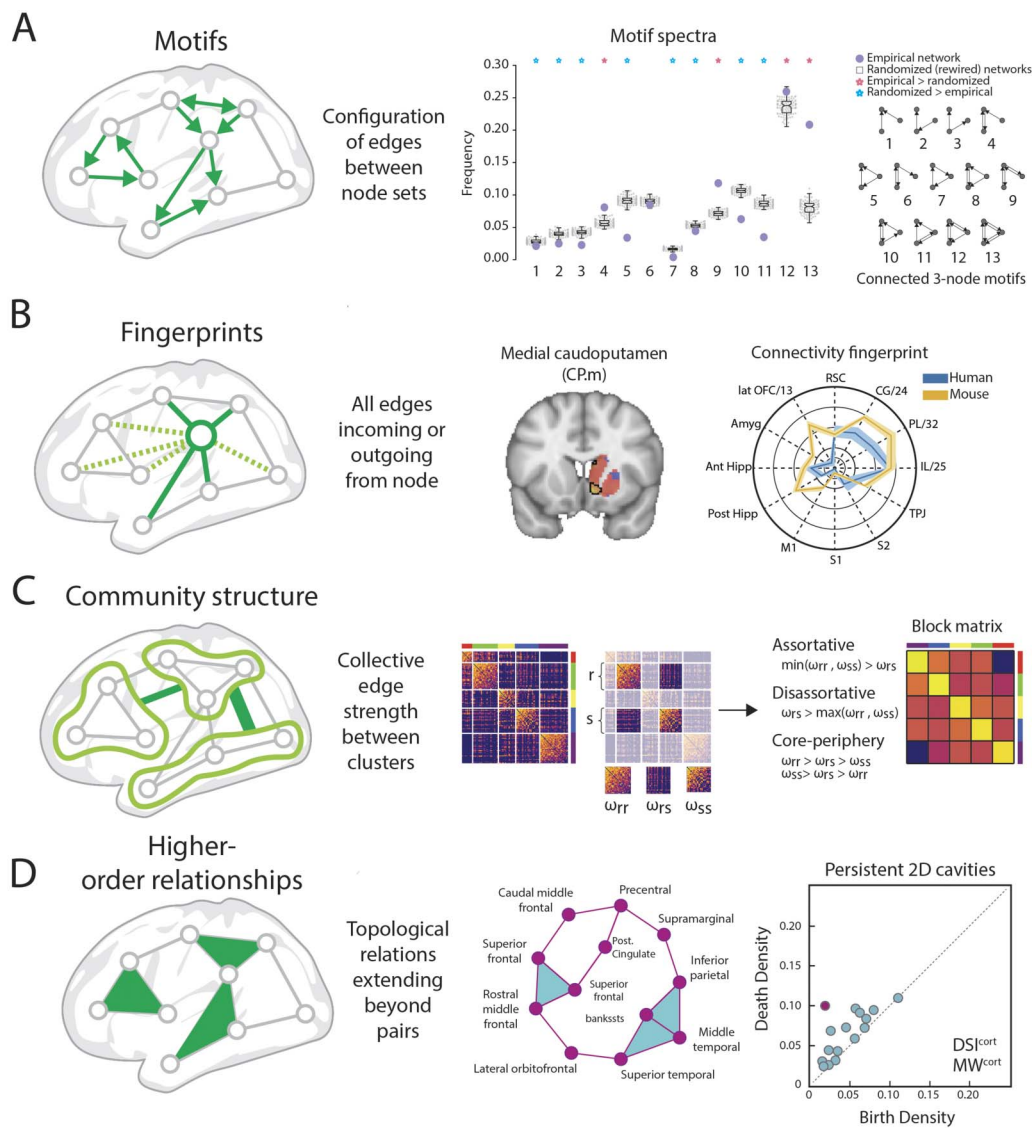 A
Motifs
Configuration
of edges
between
node sets
Motif spectra
Empirical network
Randomized (rewired) networks
Empirical > randomized
Randomized > empirical
Frequency
0.30
0.25
0.20
0.15
0.10
0.05
0.00
1 2 3 4 5 6 7 8 9 10 11 12 13
1 2 3 4
5 6 7 8 9
10 11 12 13
Connected 3-node motifs
B
Fingerprints
All edges
incoming or
outgoing
from node
Medial caudoputamen
(CP.m)
Connectivity fingerprint
Human
Mouse
RSC
CG/24
PL/32
IL/25
TPJ
S2
S1
M1
Post Hipp
Ant Hipp
Amyg
lat OFC/13
C
Community structure
Collective
edge
strength
between
clusters
r
s
ωrr ωrs ωss
Block matrix
Assortative
min(ωrr , ωss) > ωrs
Disassortative
ωrs > max(ωrr , ωss)
Core-periphery
ωrr > ωrs > ωss
ωss> ωrs > ωrr
D
Higher-
order relationships
Topological
relations
extending
beyond
pairs
Caudal middle
frontal
Precentral
Supramarginal
Post.
Cingulate
Superior
frontal
Inferior
parietal
Superior frontal
Rostral
middle
frontal
bankssts
Middle
temporal
Lateral orbitofrontal
Superior temporal
Persistent 2D cavities
Death Density
0.20
0.15
0.10
0.05
0
0 0.05 0.10 0.15 0.20
Birth Density
DSIcort
MWcort